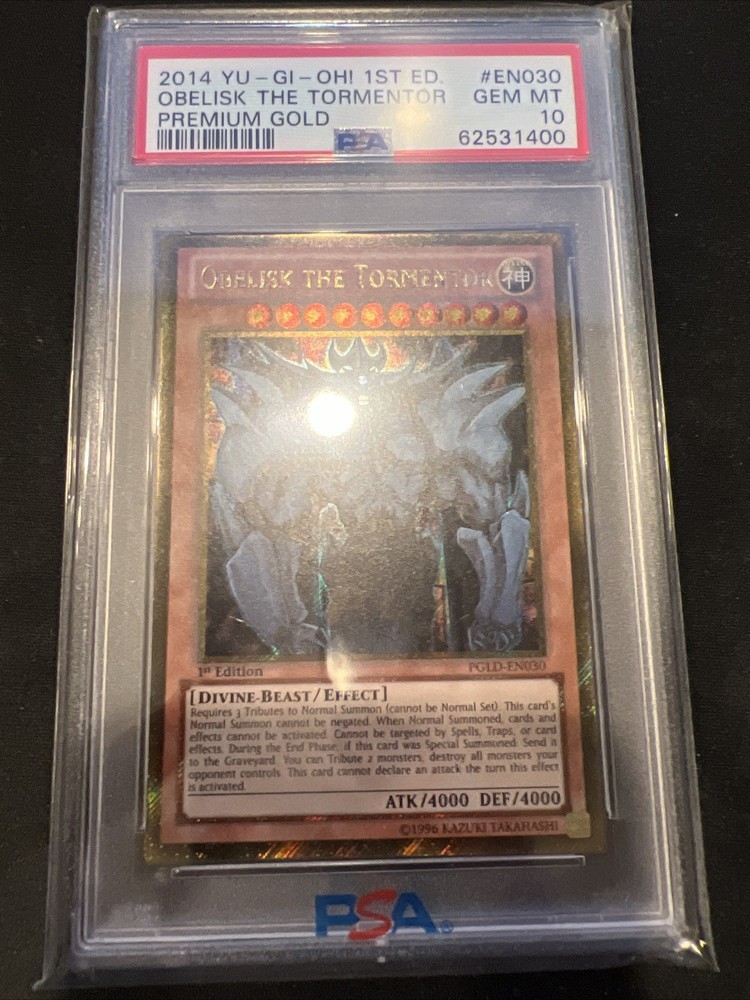 2014 YU-GI-OH! 1ST ED. #EN030
OBELISK THE TORMENTOR GEM MT
PREMIUM GOLD 10
PSA 62531400
OBELISK THE TORMENTOR 神
1st Edition PGLD-EN030
[DIVINE-BEAST/EFFECT]
Requires 3 Tributes to Normal Summon (cannot be Normal Set). This card's
Normal Summon cannot be negated. When Normal Summoned, cards and
effects cannot be activated. Cannot be targeted by Spells, Traps, or card
effects. During the End Phase, if this card was Special Summoned: Send it
to the Graveyard. You can Tribute 2 monsters; destroy all monsters your
opponent controls. This card cannot declare an attack the turn this effect
is activated.
ATK/4000 DEF/4000
©1996 KAZUKI TAKAHASHI
PSA®